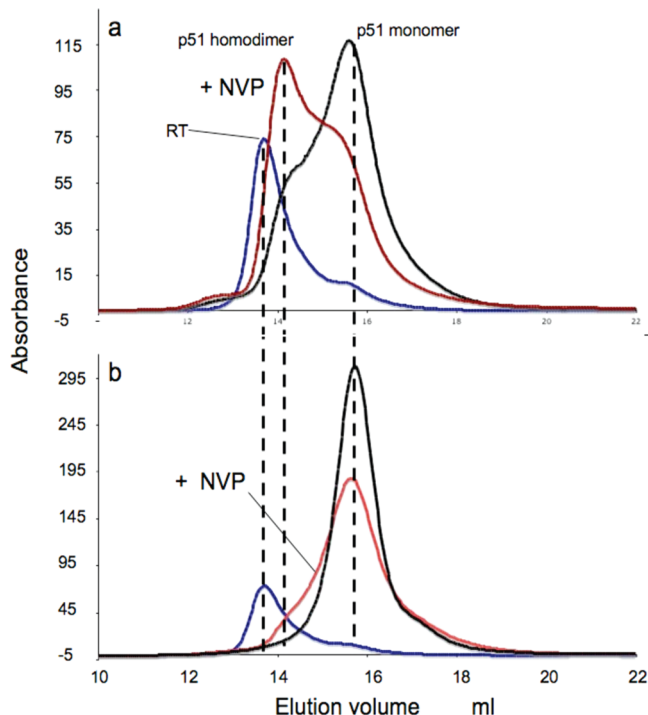 a
p51 homodimer
p51 monomer
+ NVP
RT
115
95
75
55
35
15
-5
12 14 16 18 20 22
Absorbance
b
+ NVP
295
245
195
145
95
45
-5
10 12 14 16 18 20 22
Elution volume ml